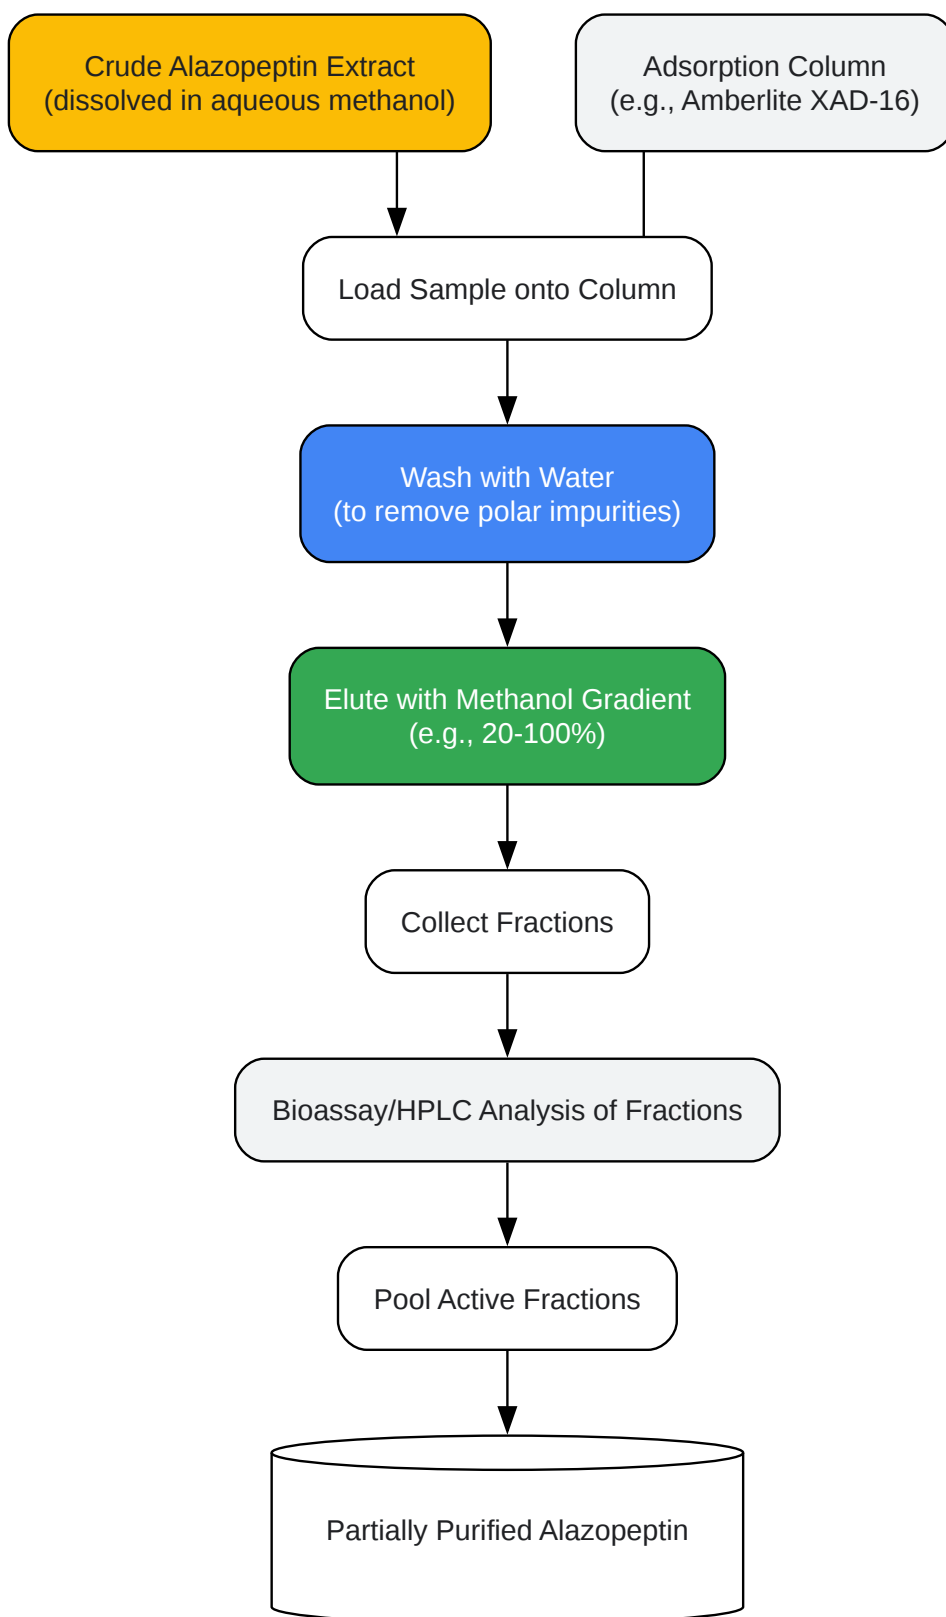 Crude Alazopeptin Extract
(dissolved in aqueous methanol)
Adsorption Column
(e.g., Amberlite XAD-16)
Load Sample onto Column
Wash with Water
(to remove polar impurities)
Elute with Methanol Gradient
(e.g., 20-100%)
Collect Fractions
Bioassay/HPLC Analysis of Fractions
Pool Active Fractions
Partially Purified Alazopeptin